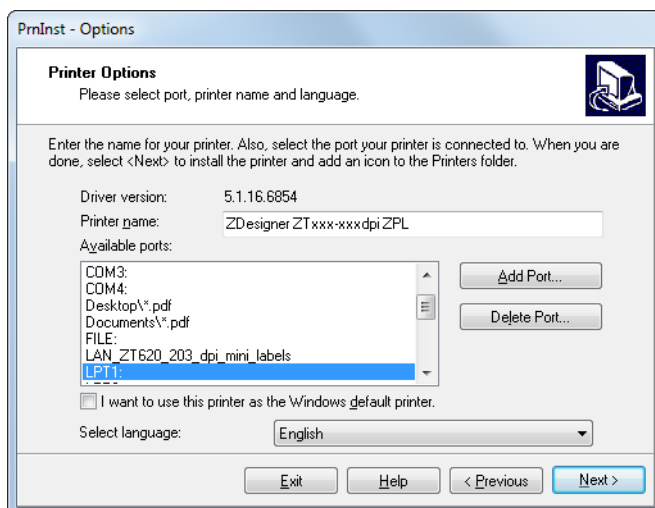 PrnInst - Options
Printer Options
Please select port, printer name and language.
Enter the name for your printer. Also, select the port your printer is connected to. When you are
done, select <Next> to install the printer and add an icon to the Printers folder.
Driver version: 5.1.16.6854
Printer name: ZDesigner ZTxxx-xxxdpi ZPL
Available ports:
COM3:
COM4:
Desktop\*.pdf
Documents\*.pdf
FILE:
LAN_ZT620_203_dpi_mini_labels
LPT1:
Add Port...
Delete Port...
I want to use this printer as the Windows default printer.
Select language: English
Exit Help < Previous Next >